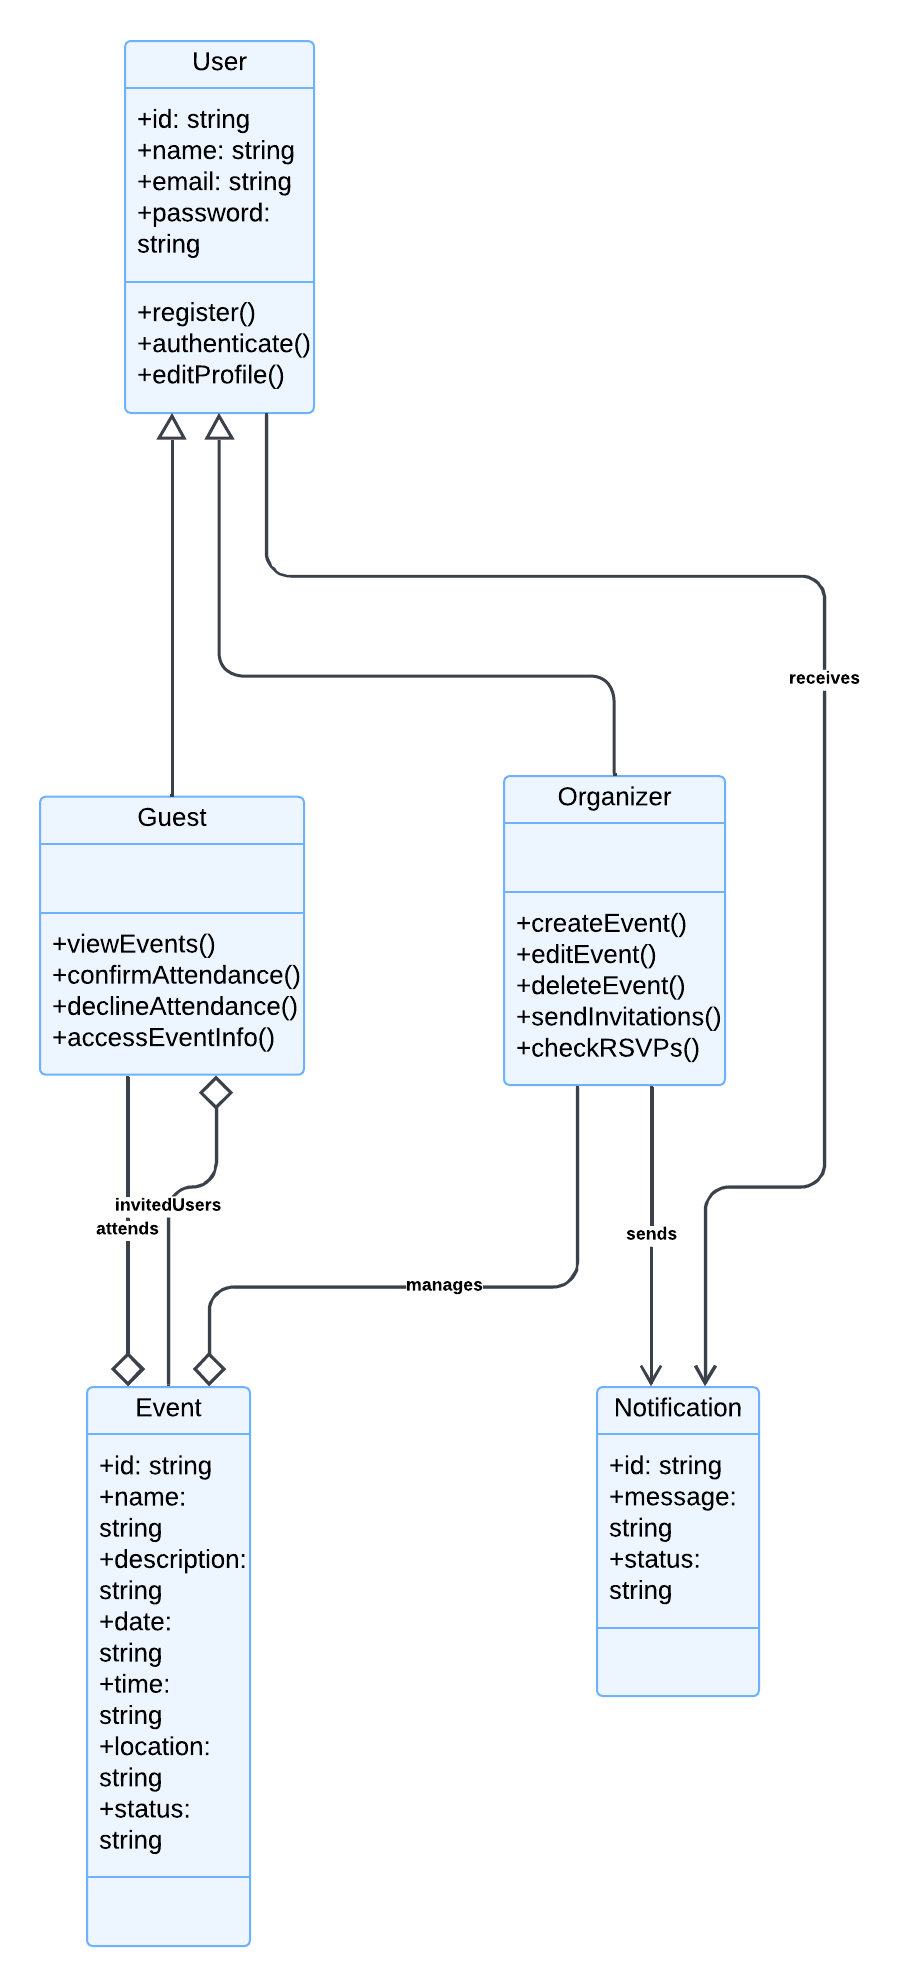 User
+id: string
+name: string
+email: string
+password:
string
+register()
+authenticate()
+editProfile()
receives
Guest
+viewEvents()
+confirmAttendance()
+declineAttendance()
+accessEventInfo()
Organizer
+createEvent()
+editEvent()
+deleteEvent()
+sendInvitations()
+checkRSVPs()
invitedUsers
attends
sends
manages
Event
+id: string
+name:
string
+description:
string
+date:
string
+time:
string
+location:
string
+status:
string
Notification
+id: string
+message:
string
+status:
string